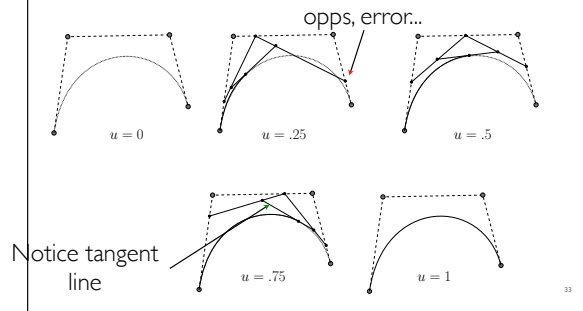 opps, error...
u = 0
u = .25
u = .5
Notice tangent
line
u = .75
u = 1
33